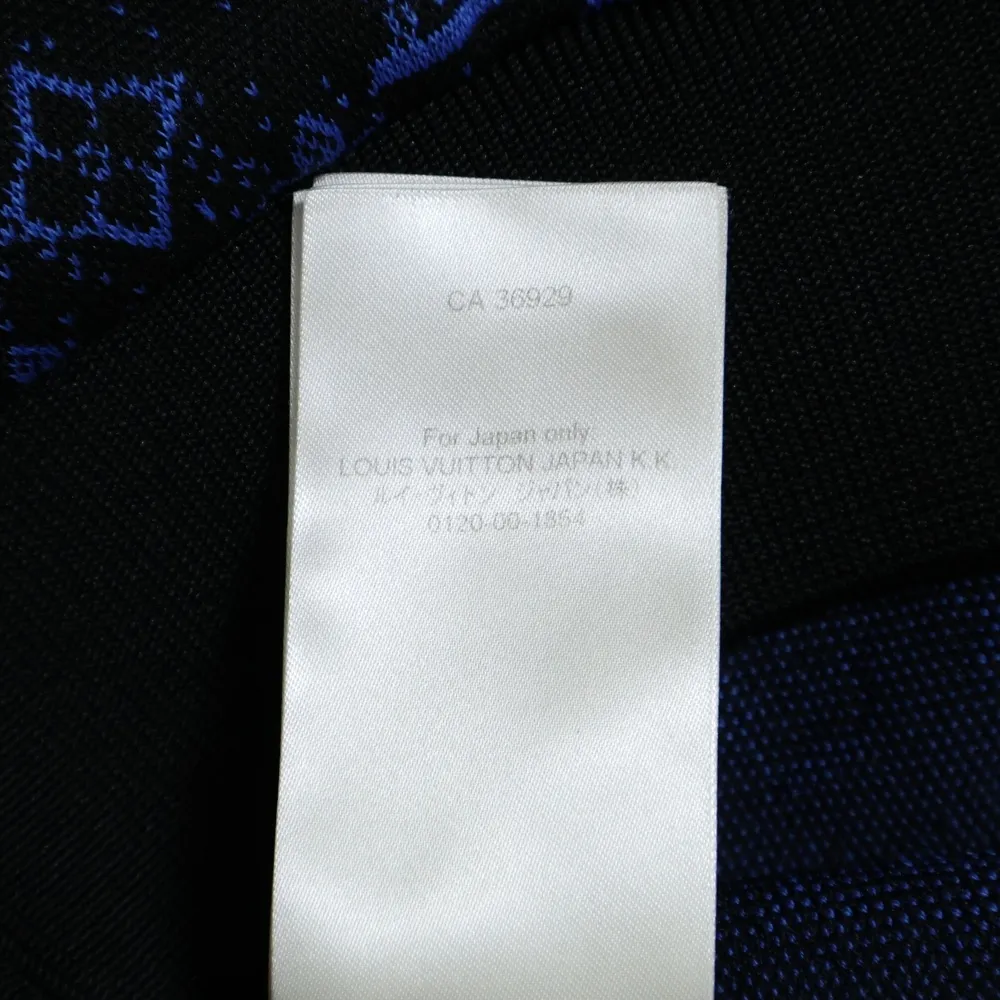 CA 36929
For Japan only:
LOUIS VUITTON JAPAN K.K.
ルイ・ヴィトン ジャパン(株)
0120-00-1854